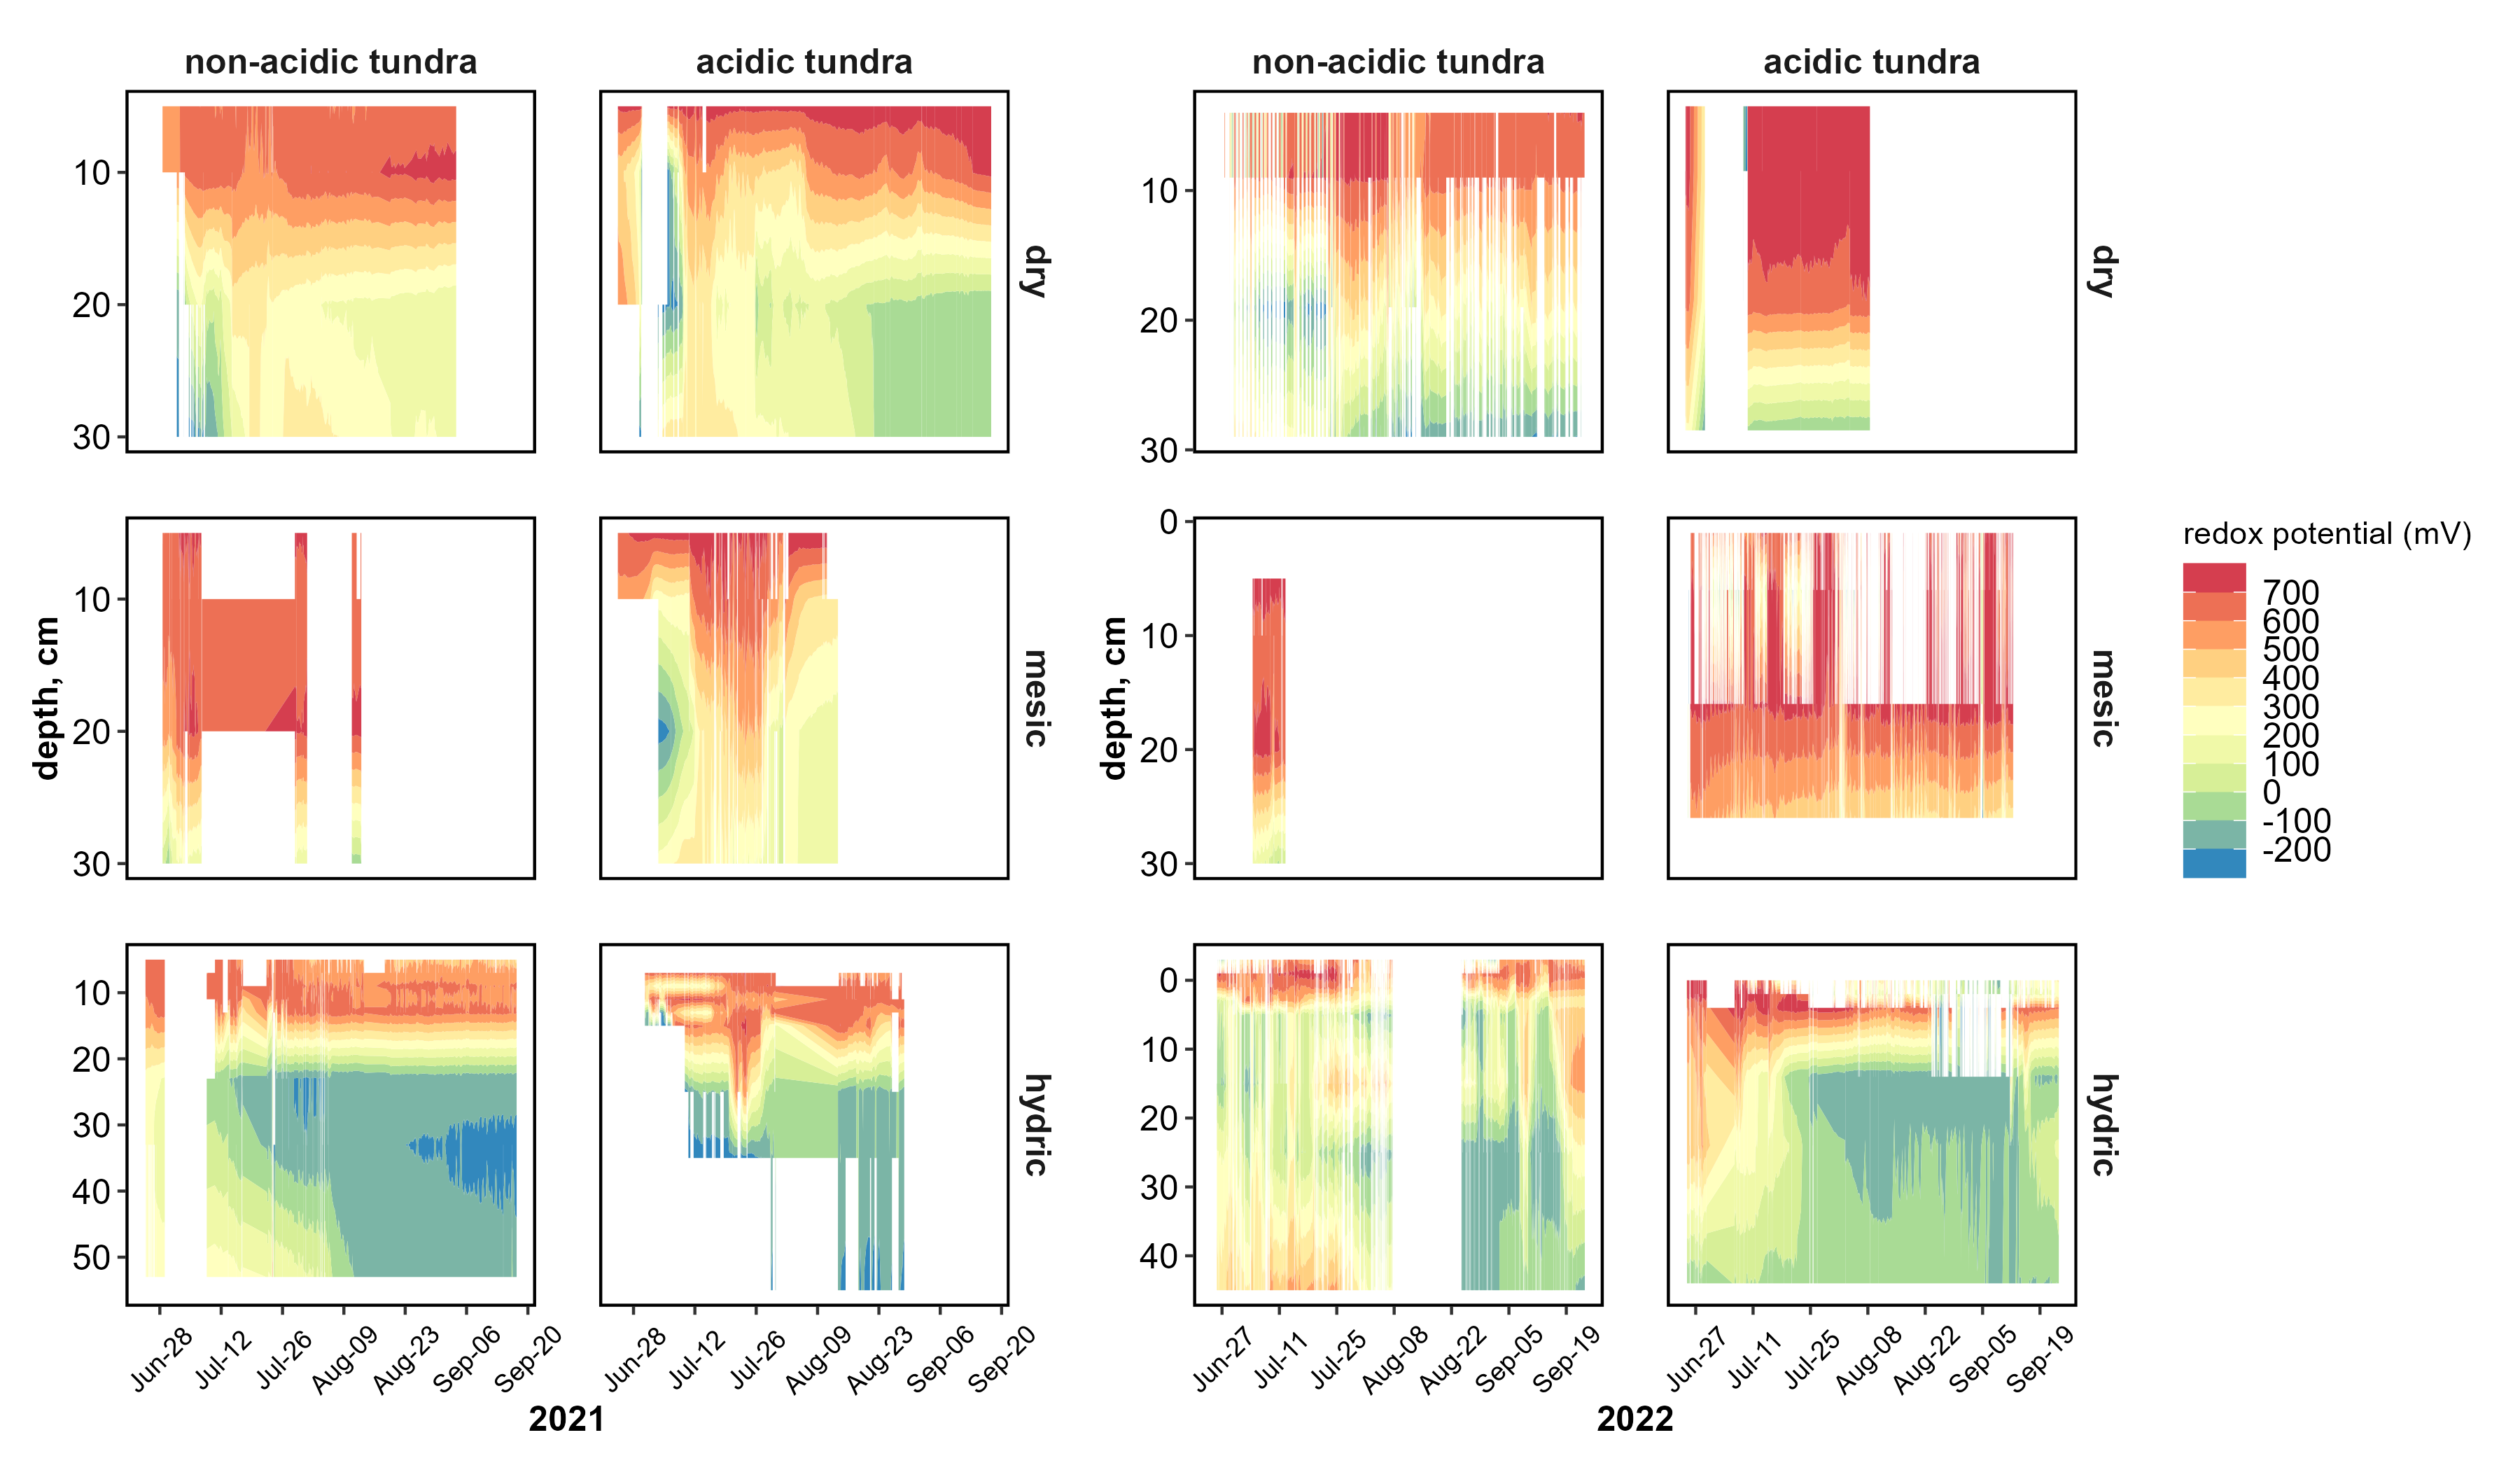 non-acidic tundra
acidic tundra
non-acidic tundra
acidic tundra
10
20
30
dry
10
20
30
dry
depth, cm
10
20
30
mesic
depth, cm
0
10
20
30
mesic
redox potential (mV)
700
600
500
400
300
200
100
0
-100
-200
10
20
30
40
50
hydric
0
10
20
30
40
hydric
Jun-28
Jul-12
Jul-26
Aug-09
Aug-23
Sep-06
Sep-20
Jun-28
Jul-12
Jul-26
Aug-09
Aug-23
Sep-06
Sep-20
Jun-27
Jul-11
Jul-25
Aug-08
Aug-22
Sep-05
Sep-19
Jun-27
Jul-11
Jul-25
Aug-08
Aug-22
Sep-05
Sep-19
2021
2022